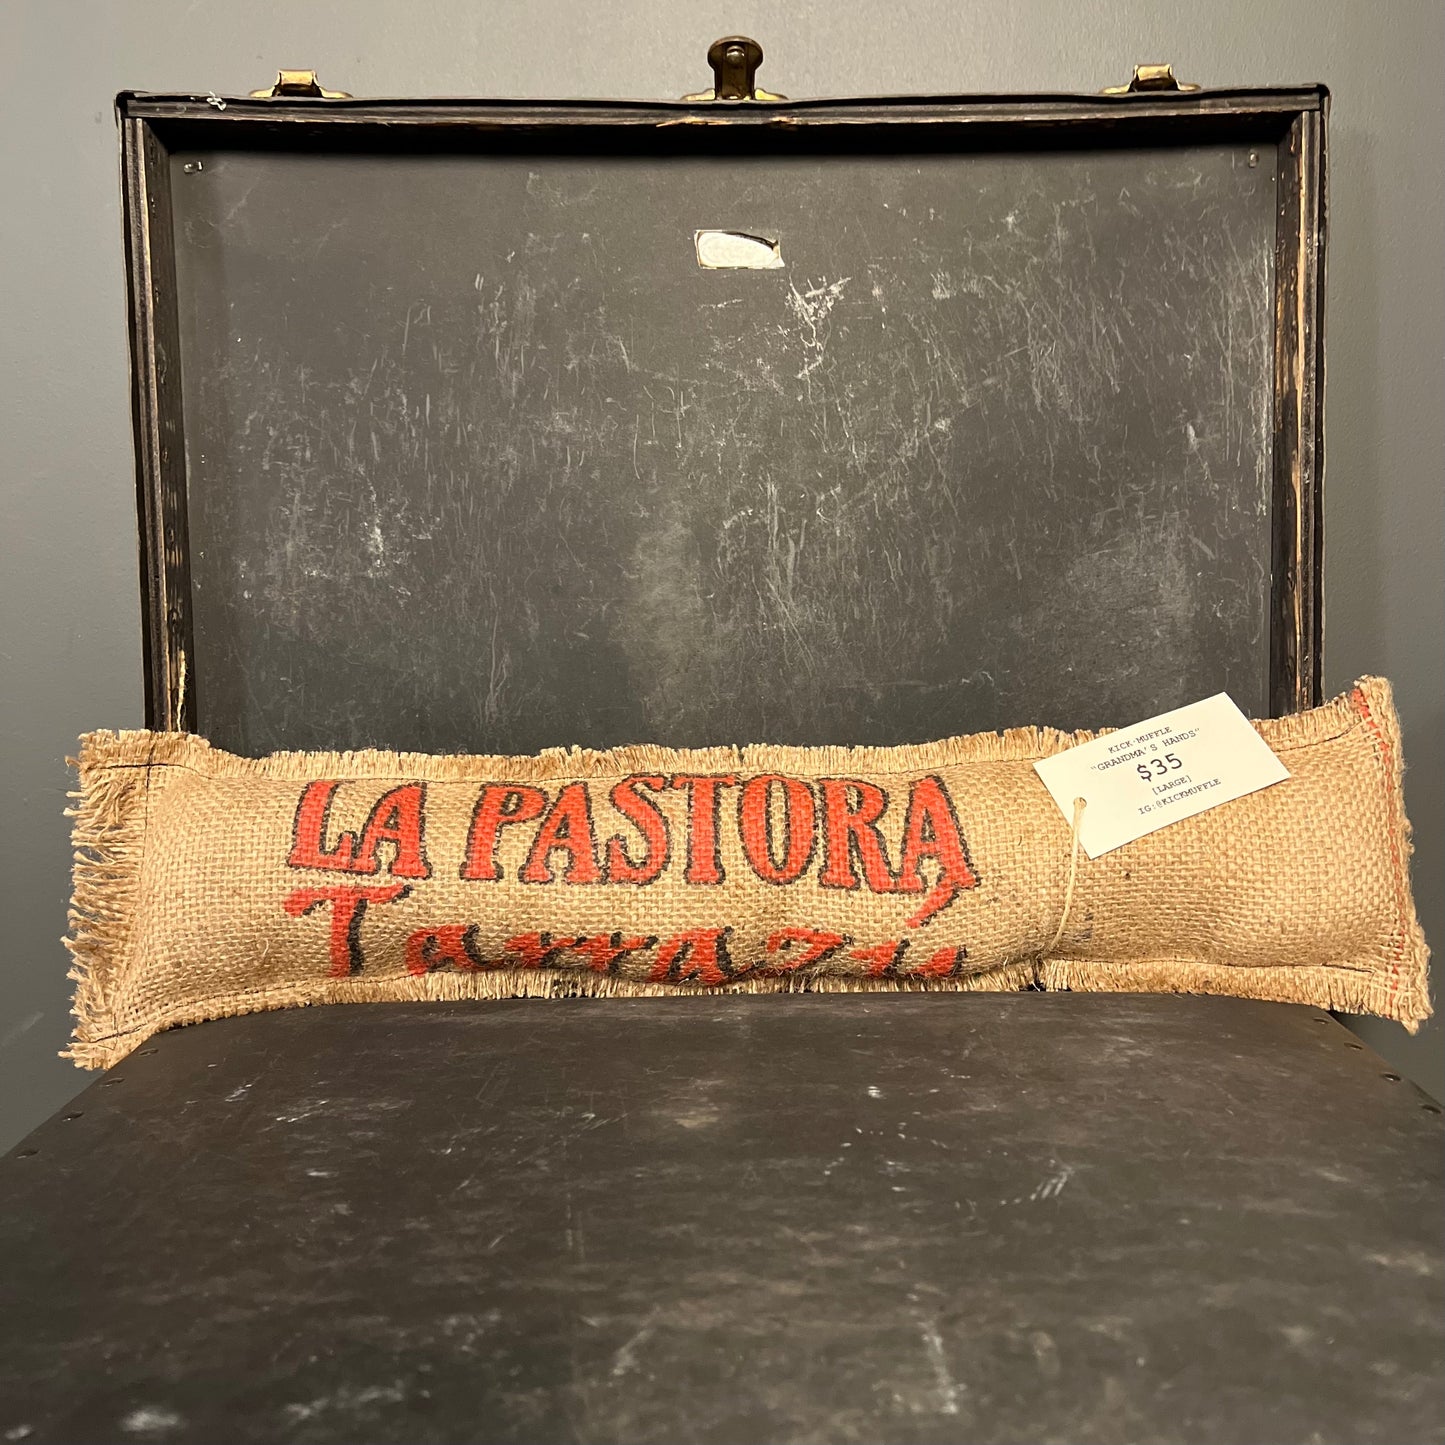 LA PASTORA
Tarrazú
KICK-MUFFLE
"GRANDMA'S HANDS"
$35
[LARGE]
IG:@KICKMUFFLE